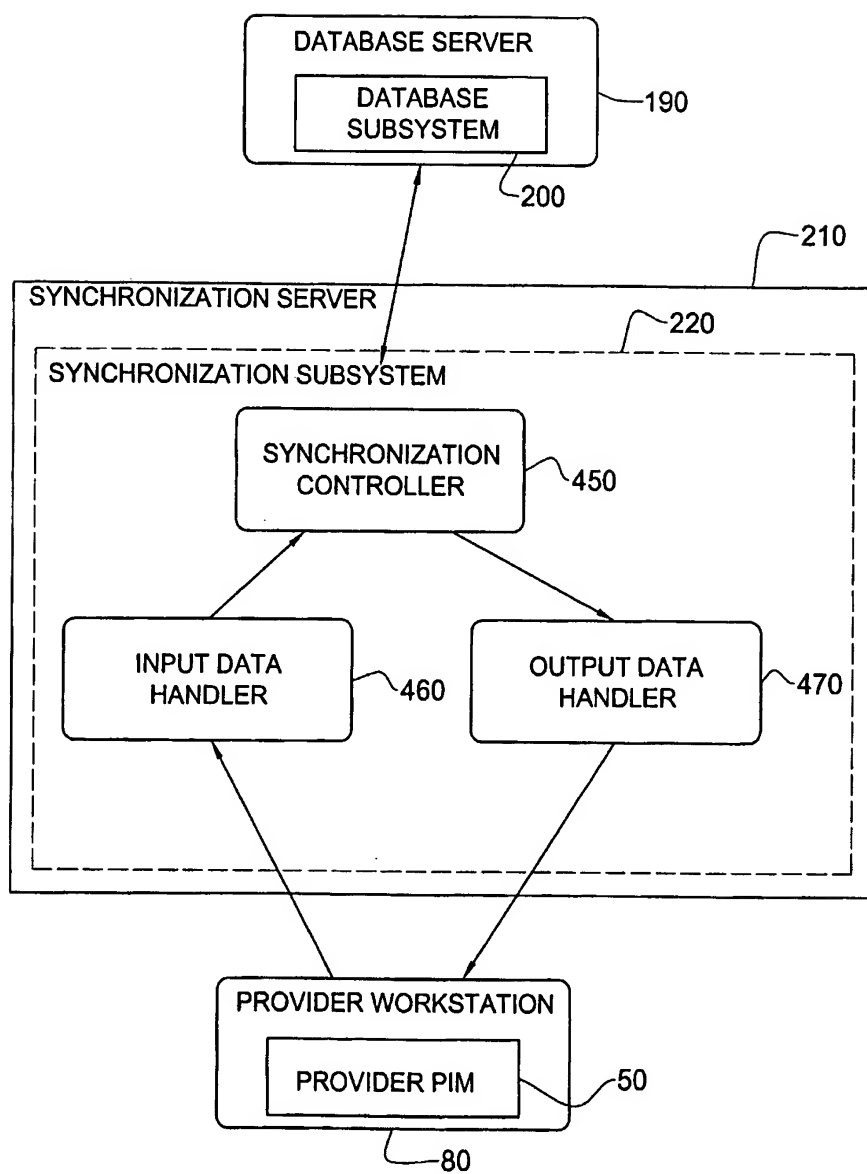 DATABASE SERVER
DATABASE
SUBSYSTEM
190
200
210
SYNCHRONIZATION SERVER
220
SYNCHRONIZATION SUBSYSTEM
SYNCHRONIZATION
CONTROLLER
450
INPUT DATA
HANDLER
460
OUTPUT DATA
HANDLER
470
PROVIDER WORKSTATION
PROVIDER PIM
50
80